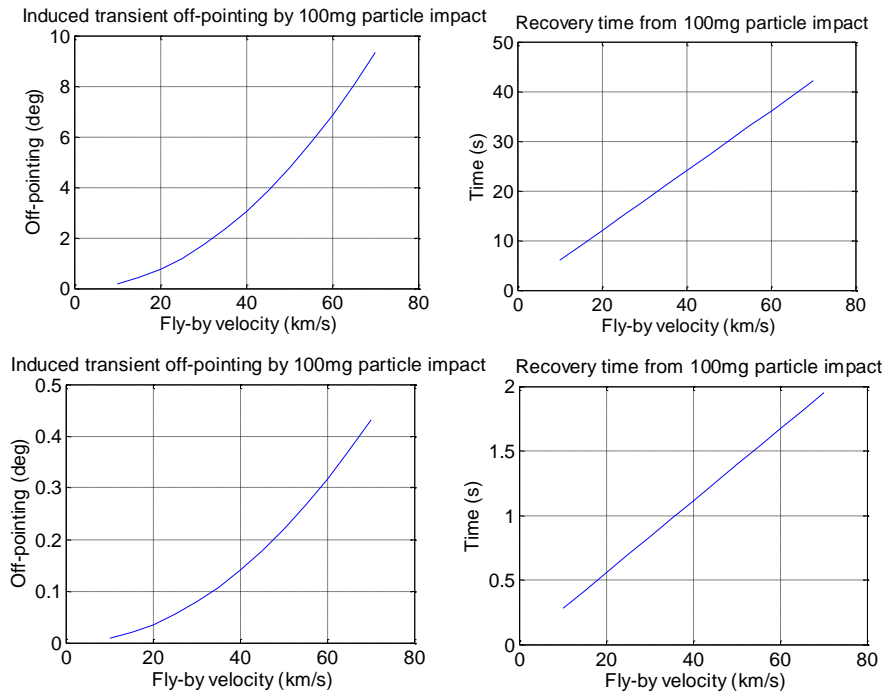 Induced transient off-pointing by 100mg particle impact
10
8
6
4
2
0
Off-pointing (deg)
0 20 40 60 80
Fly-by velocity (km/s)
Recovery time from 100mg particle impact
50
40
30
20
10
0
Time (s)
0 20 40 60 80
Fly-by velocity (km/s)
Induced transient off-pointing by 100mg particle impact
0.5
0.4
0.3
0.2
0.1
0
Off-pointing (deg)
0 20 40 60 80
Fly-by velocity (km/s)
Recovery time from 100mg particle impact
2
1.5
1
0.5
0
Time (s)
0 20 40 60 80
Fly-by velocity (km/s)